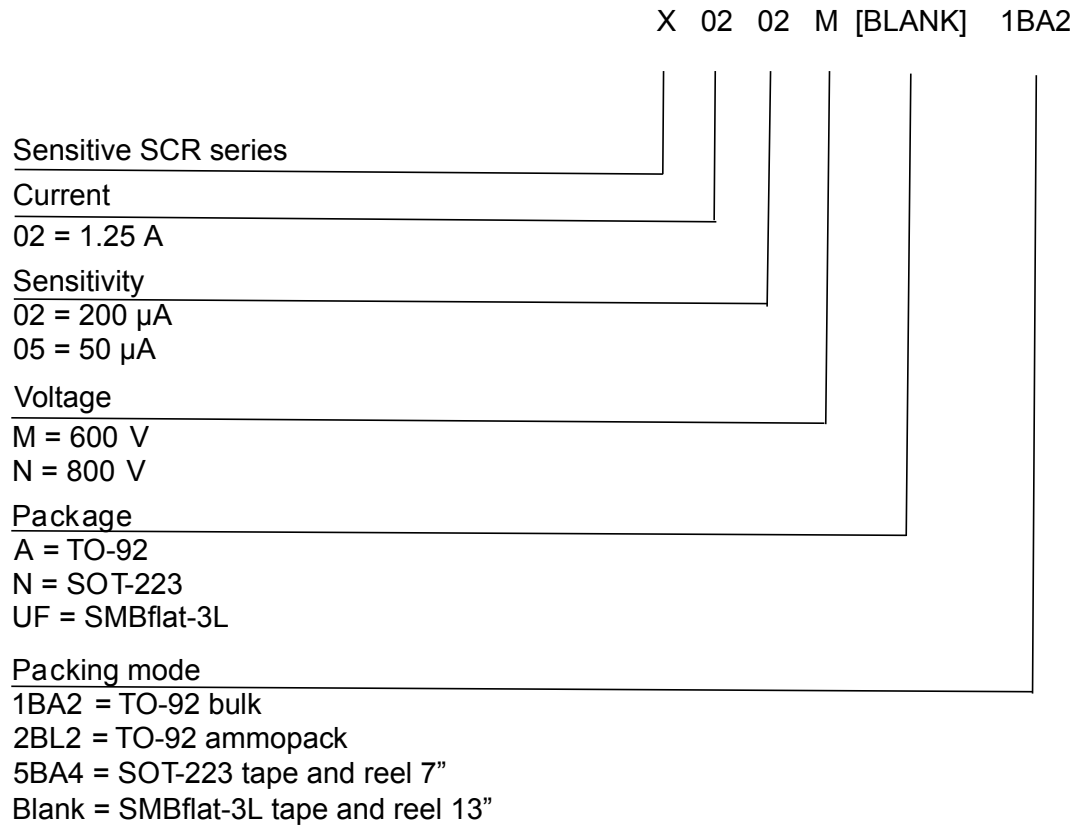 X 02 02 M [BLANK] 1BA2
Sensitive SCR series
Current
02 = 1.25 A
Sensitivity
02 = 200 µA
05 = 50 µA
Voltage
M = 600 V
N = 800 V
Package
A = TO-92
N = SOT-223
UF = SMBflat-3L
Packing mode
1BA2 = TO-92 bulk
2BL2 = TO-92 ammopack
5BA4 = SOT-223 tape and reel 7”
Blank = SMBflat-3L tape and reel 13”